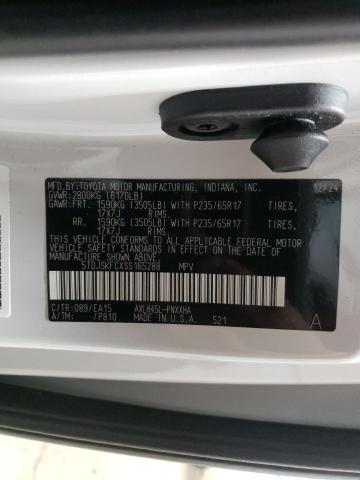 MFD.BY:TOYOTA MOTOR MANUFACTURING, INDIANA, INC. 12/24
GVWR:2800KG (6170LB)
GAWR:FRT. 1590KG (3505LB) WITH P235/65R17 TIRES,
17X7J RIMS.
RR. 1590KG (3505LB) WITH P235/65R17 TIRES,
17X7J RIMS.
THIS VEHICLE CONFORMS TO ALL APPLICABLE FEDERAL MOTOR
VEHICLE SAFETY STANDARDS IN EFFECT ON THE DATE OF
MANUFACTURE SHOWN ABOVE.
5TDJSKFCXSS165288 MPV
C/TR:089/EA15 AXLH45L-PNXXHA
A/TM: /P810 MADE IN U.S.A. 521 A